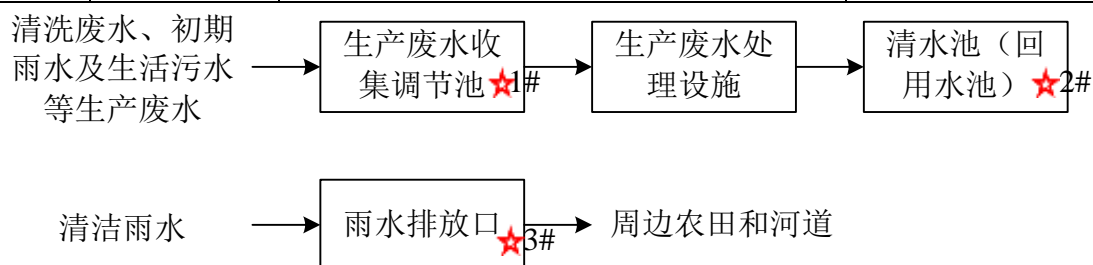 清洗废水、初期
雨水及生活污水
等生产废水
生产废水收
集调节池☆1#
生产废水处
理设施
清水池（回
用水池）☆2#
清洁雨水
雨水排放口
☆3#
周边农田和河道